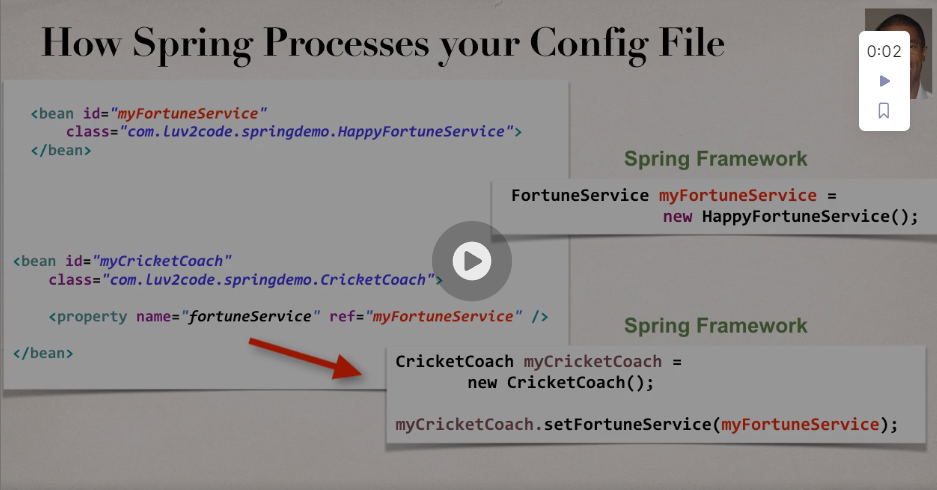 How Spring Processes your Config File
0:02
<bean id="myFortuneService"
class="com.luv2code.springdemo.HappyFortuneService">
</bean>
Spring Framework
FortuneService myFortuneService =
new HappyFortuneService();
<bean id="myCricketCoach"
class="com.luv2code.springdemo.CricketCoach">
<property name="fortuneService" ref="myFortuneService" />
</bean>
Spring Framework
CricketCoach myCricketCoach =
new CricketCoach();
myCricketCoach.setFortuneService(myFortuneService);